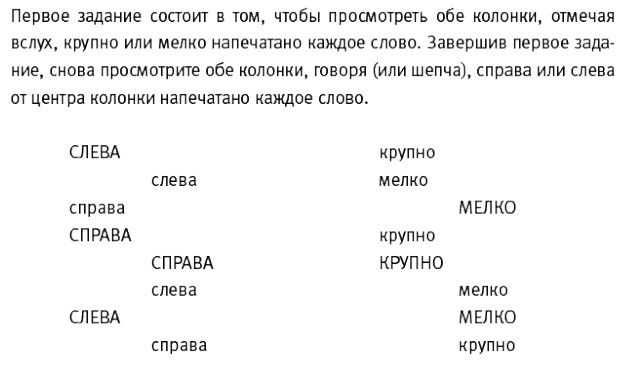 Первое задание состоит в том, чтобы просмотреть обе колонки, отмечая
вслух, крупно или мелко напечатано каждое слово. Завершив первое зада-
ние, снова просмотрите обе колонки, говоря (или шепча), справа или слева
от центра колонки напечатано каждое слово.
СЛЕВА крупно
слева мелко
справа МЕЛКО
СПРАВА крупно
СПРАВА КРУПНО
слева мелко
СЛЕВА МЕЛКО
справа крупно